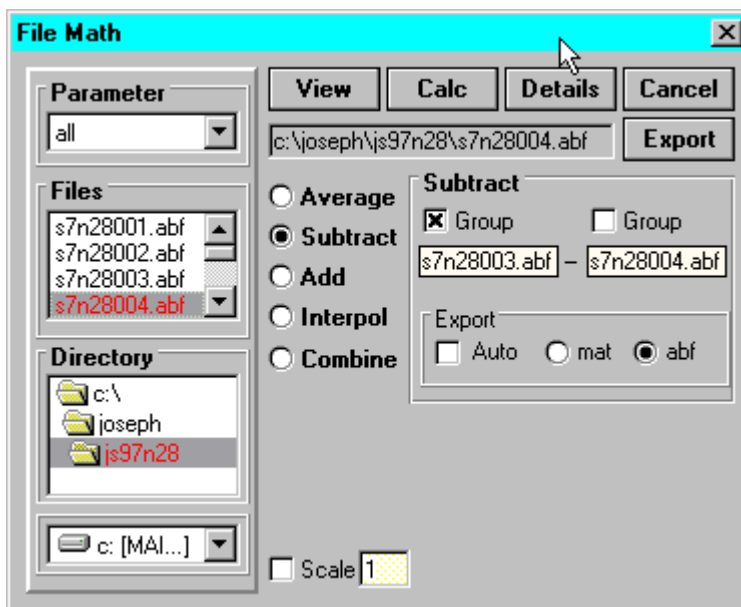 File Math
Parameter
all
Files
s7n28001.abf
s7n28002.abf
s7n28003.abf
s7n28004.abf
Directory
c:\
joseph
js97n28
c: [MAI...]
View Calc Details Cancel
c:\joseph\js97n28\s7n28004.abf Export
Average
Subtract
Add
Interpol
Combine
Subtract
Group Group
s7n28003.abf – s7n28004.abf
Export
Auto mat abf
Scale 1